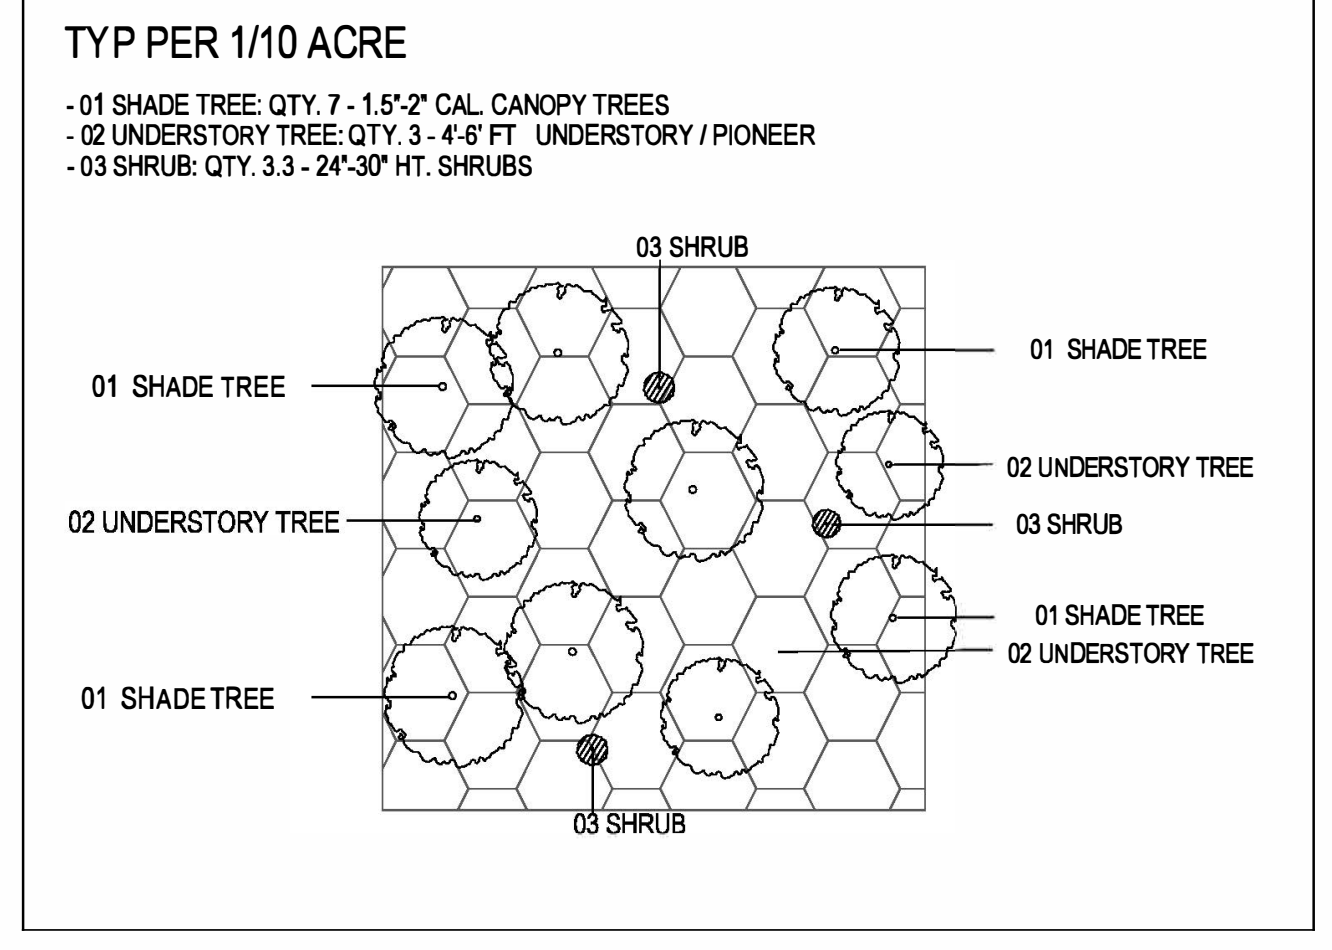 TYP PER 1/10 ACRE
- 01 SHADE TREE: QTY. 7 - 1.5"-2" CAL. CANOPY TREES
- 02 UNDERSTORY TREE: QTY. 3 - 4'-6' FT UNDERSTORY / PIONEER
- 03 SHRUB: QTY. 3.3 - 24"-30" HT. SHRUBS
03 SHRUB
01 SHADE TREE
01 SHADE TREE
02 UNDERSTORY TREE
02 UNDERSTORY TREE
03 SHRUB
01 SHADE TREE
02 UNDERSTORY TREE
01 SHADE TREE
03 SHRUB